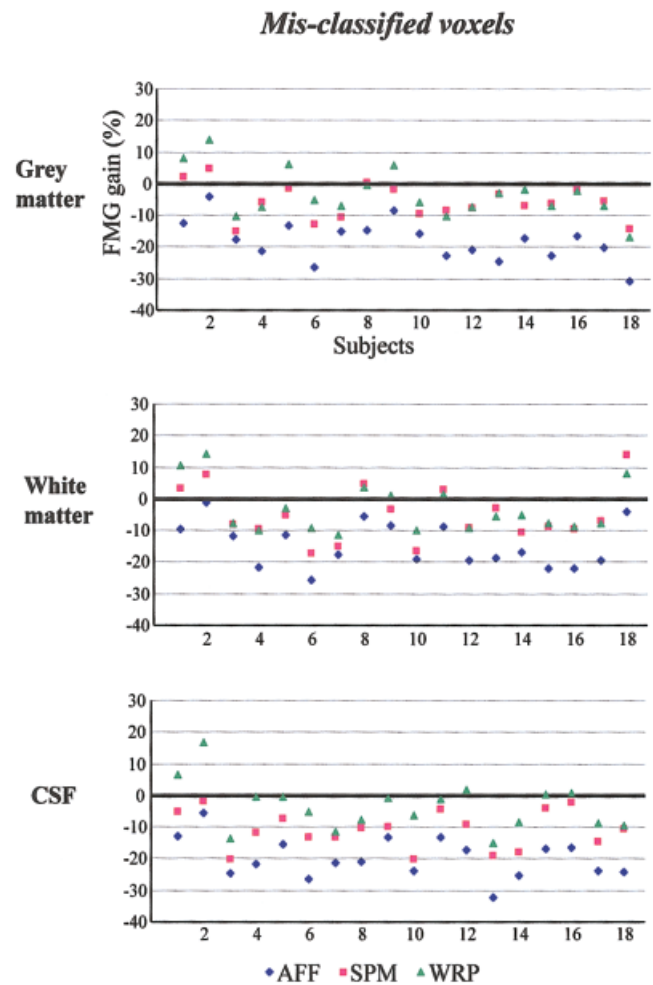 Mis-classified voxels
Grey
matter
FMG gain (%)
30
20
10
0
-10
-20
-30
-40
2 4 6 8 10 12 14 16 18
Subjects
White
matter
30
20
10
0
-10
-20
-30
-40
2 4 6 8 10 12 14 16 18
CSF
30
20
10
0
-10
-20
-30
-40
2 4 6 8 10 12 14 16 18
AFF SPM WRP